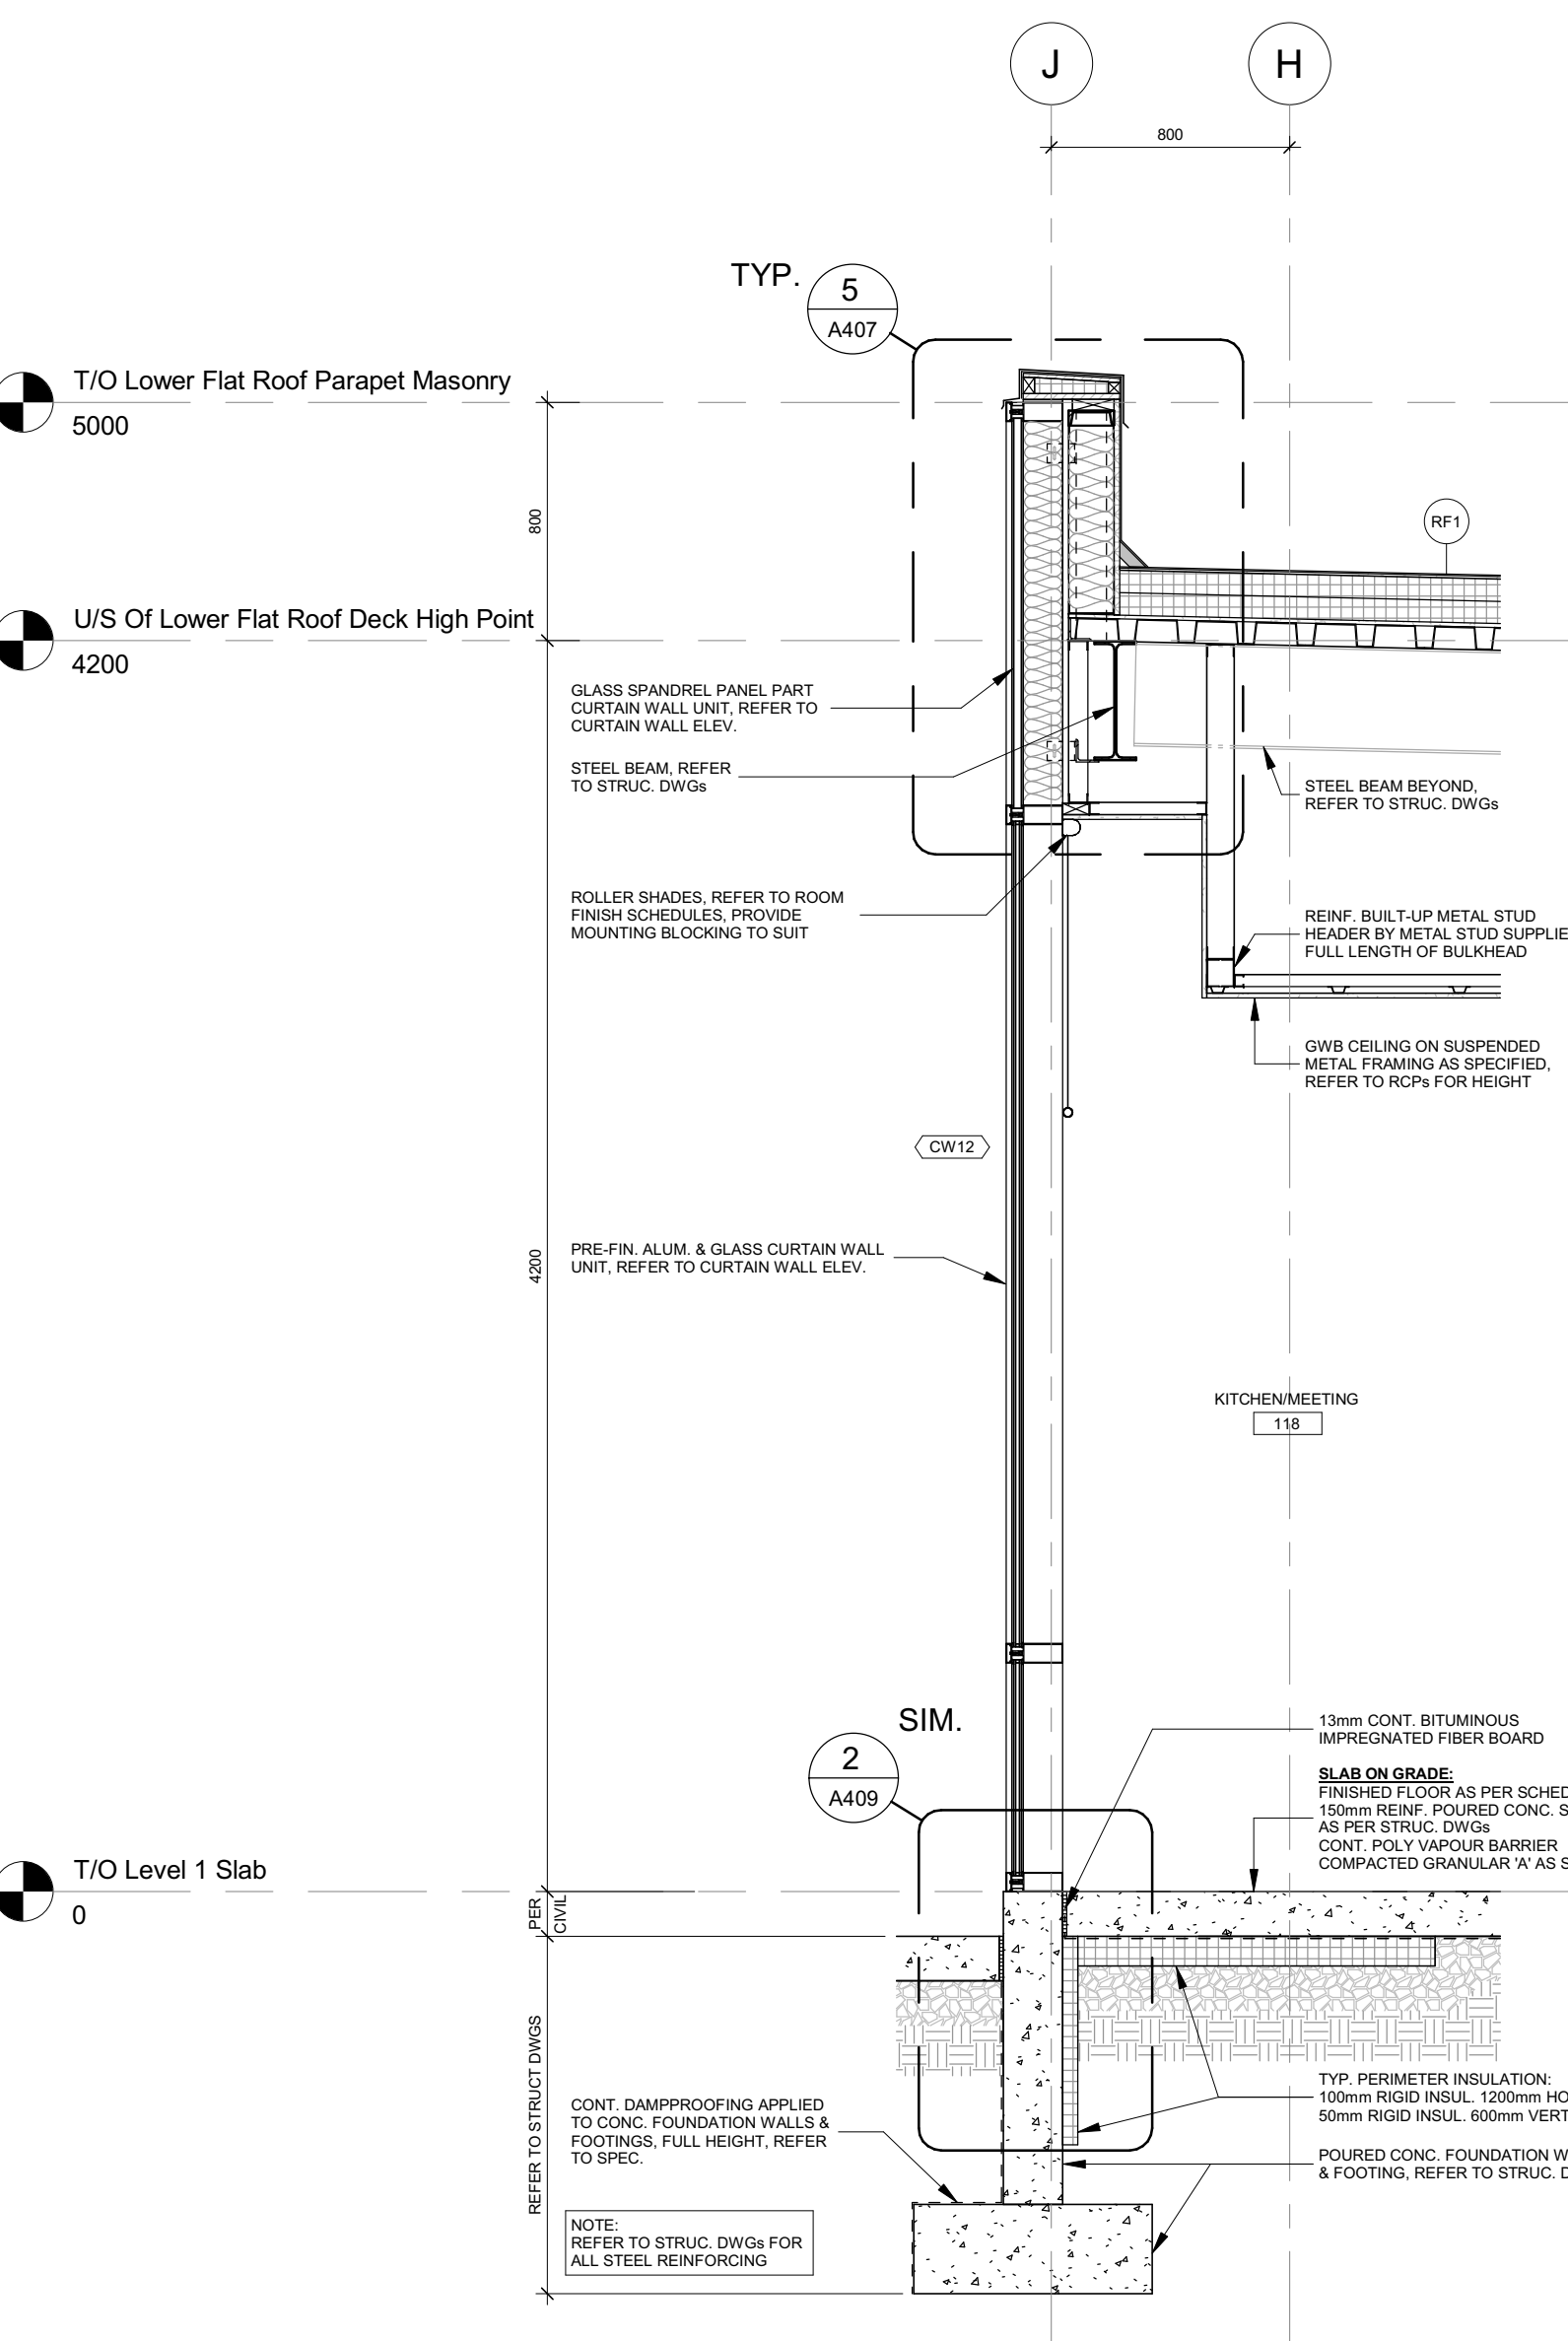 J
H
800
TYP.
5
A407
T/O Lower Flat Roof Parapet Masonry
5000
800
RF1
U/S Of Lower Flat Roof Deck High Point
4200
GLASS SPANDREL PANEL PART
CURTAIN WALL UNIT, REFER TO
CURTAIN WALL ELEV.
STEEL BEAM, REFER
TO STRUC. DWGs
STEEL BEAM BEYOND,
REFER TO STRUC. DWGs
ROLLER SHADES, REFER TO ROOM
FINISH SCHEDULES, PROVIDE
MOUNTING BLOCKING TO SUIT
REINF. BUILT-UP METAL STUD
HEADER BY METAL STUD SUPPLIE
FULL LENGTH OF BULKHEAD
GWB CEILING ON SUSPENDED
METAL FRAMING AS SPECIFIED,
REFER TO RCPs FOR HEIGHT
CW12
4200
PRE-FIN. ALUM. & GLASS CURTAIN WALL
UNIT, REFER TO CURTAIN WALL ELEV.
KITCHEN/MEETING
118
SIM.
2
A409
13mm CONT. BITUMINOUS
IMPREGNATED FIBER BOARD
SLAB ON GRADE:
FINISHED FLOOR AS PER SCHED
150mm REINF. POURED CONC. S
AS PER STRUC. DWGs
CONT. POLY VAPOUR BARRIER
COMPACTED GRANULAR 'A' AS S
T/O Level 1 Slab
0
PER
CIVIL
REFER TO STRUCT DWGS
CONT. DAMPPROOFING APPLIED
TO CONC. FOUNDATION WALLS &
FOOTINGS, FULL HEIGHT, REFER
TO SPEC.
TYP. PERIMETER INSULATION:
100mm RIGID INSUL. 1200mm HO
50mm RIGID INSUL. 600mm VERT
POURED CONC. FOUNDATION W
& FOOTING, REFER TO STRUC. D
NOTE:
REFER TO STRUC. DWGs FOR
ALL STEEL REINFORCING